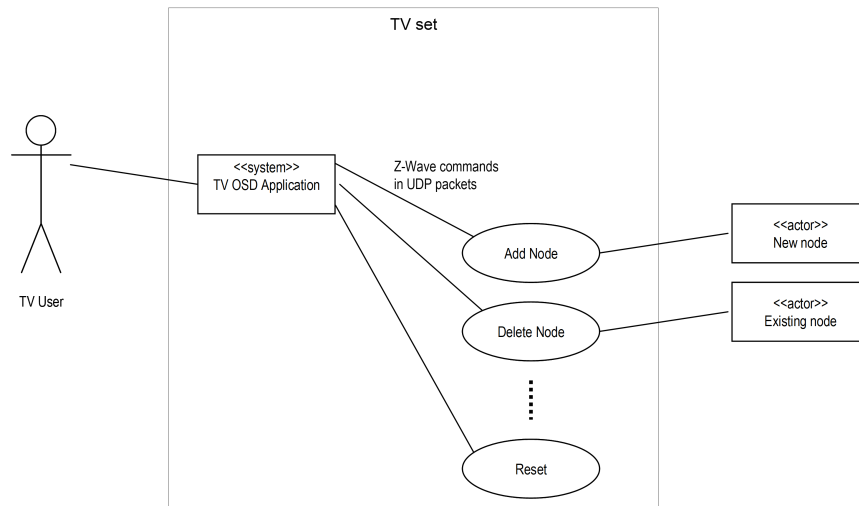 TV set
<<system>>
TV OSD Application
Z-Wave commands
in UDP packets
<<actor>>
New node
Add Node
TV User
<<actor>>
Existing node
Delete Node
Reset